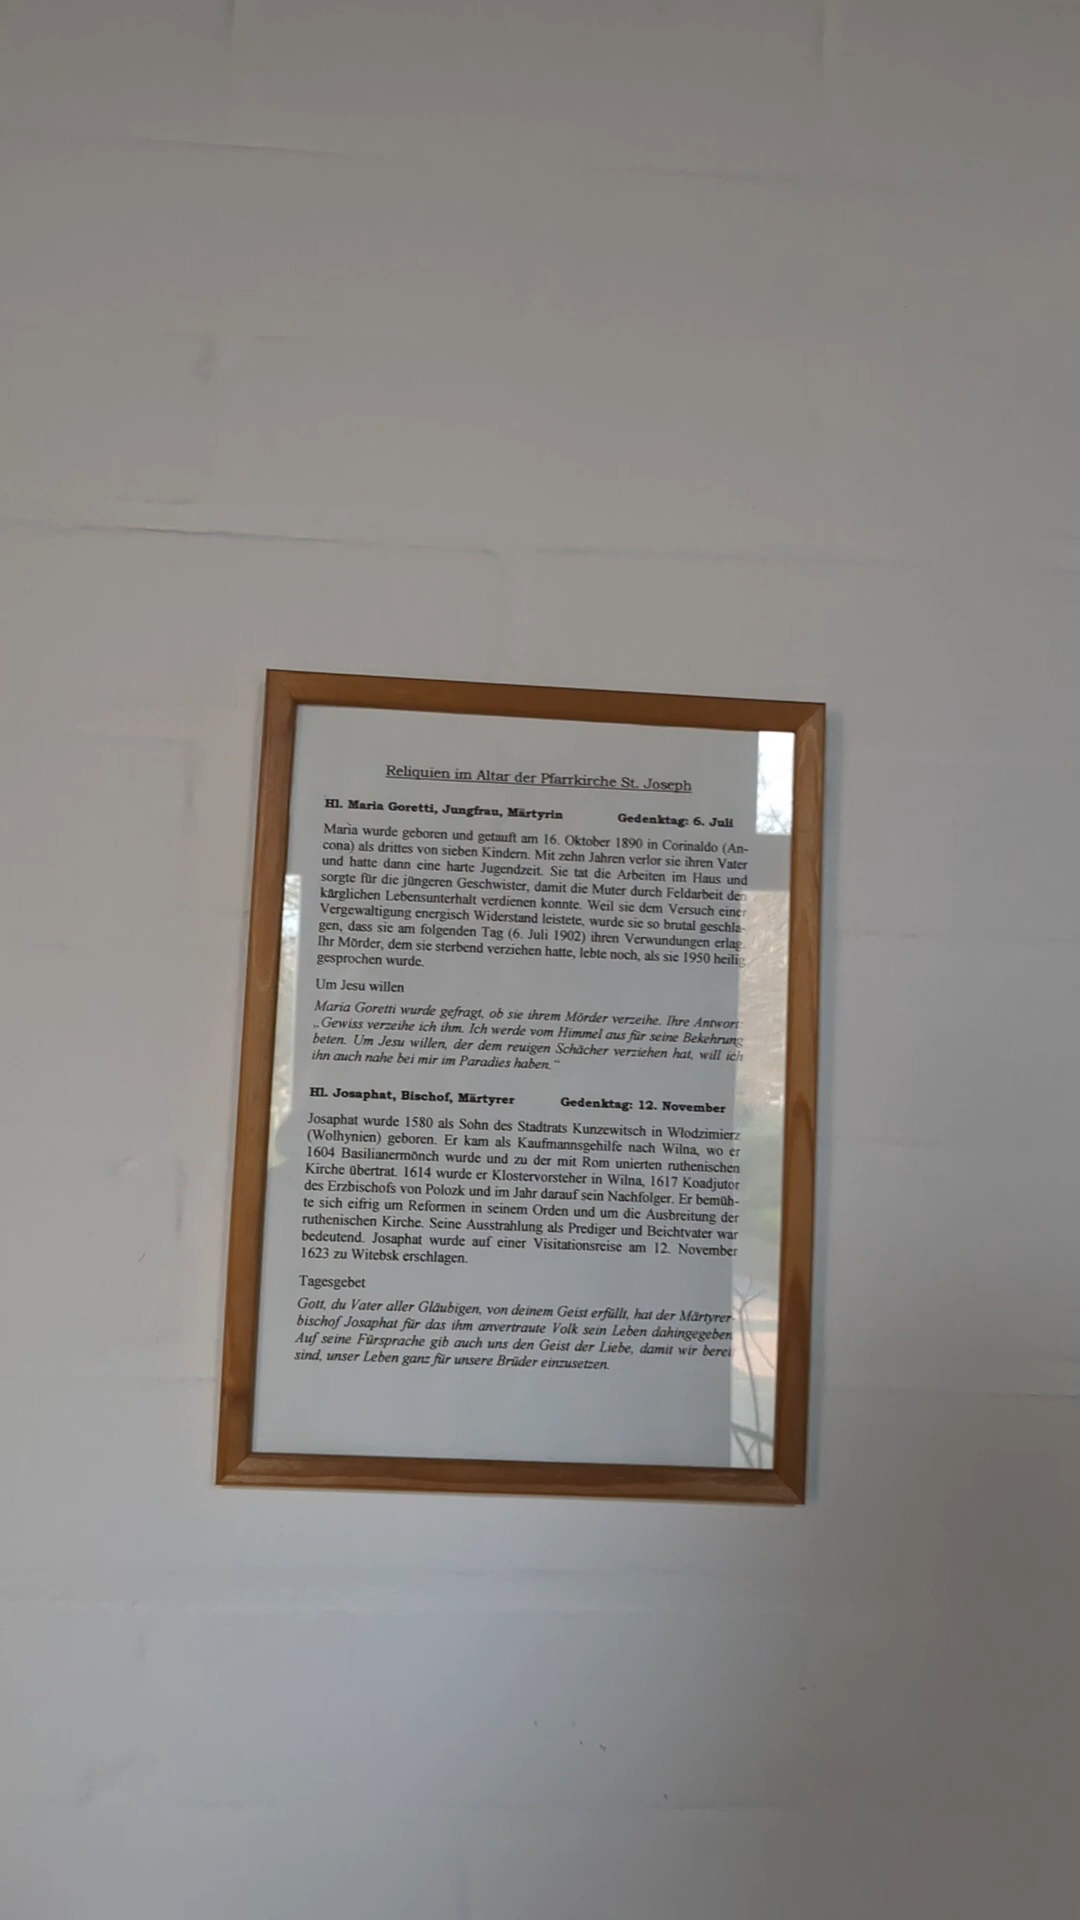 Reliquien im Altar der Pfarrkirche St. Joseph
Hl. Maria Goretti, Jungfrau, Märtyrin Gedenktag: 6. Juli
Maria wurde geboren und getauft am 16. Oktober 1890 in Corinaldo (An-
cona) als drittes von sieben Kindern. Mit zehn Jahren verlor sie ihren Vater
und hatte dann eine harte Jugendzeit. Sie tat die Arbeiten im Haus und
sorgte für die jüngeren Geschwister, damit die Muter durch Feldarbeit den
kärglichen Lebensunterhalt verdienen konnte. Weil sie dem Versuch einer
Vergewaltigung energisch Widerstand leistete, wurde sie so brutal geschla-
gen, dass sie am folgenden Tag (6. Juli 1902) ihren Verwundungen erlag.
Ihr Mörder, dem sie sterbend verziehen hatte, lebte noch, als sie 1950 heilig
gesprochen wurde.
Um Jesu willen
Maria Goretti wurde gefragt, ob sie ihrem Mörder verzeihe. Ihre Antwort:
„Gewiss verzeihe ich ihm. Ich werde vom Himmel aus für seine Bekehrung
beten. Um Jesu willen, der dem reuigen Schächer verziehen hat, will ich
ihn auch nahe bei mir im Paradies haben.“
Hl. Josaphat, Bischof, Märtyrer Gedenktag: 12. November
Josaphat wurde 1580 als Sohn des Stadtrats Kunzewitsch in Włodzimierz
(Wolhynien) geboren. Er kam als Kaufmannsgehilfe nach Wilna, wo er
1604 Basilianermönch wurde und zu der mit Rom unierten ruthenischen
Kirche übertrat. 1614 wurde er Klostervorsteher in Wilna, 1617 Koadjutor
des Erzbischofs von Polozk und im Jahr darauf sein Nachfolger. Er bemüh-
te sich eifrig um Reformen in seinem Orden und um die Ausbreitung der
ruthenischen Kirche. Seine Ausstrahlung als Prediger und Beichtvater war
bedeutend. Josaphat wurde auf einer Visitationsreise am 12. November
1623 zu Witebsk erschlagen.
Tagesgebet
Gott, du Vater aller Gläubigen, von deinem Geist erfüllt, hat der Märtyrer-
bischof Josaphat für das ihm anvertraute Volk sein Leben dahingegeben.
Auf seine Fürsprache gib auch uns den Geist der Liebe, damit wir bereit
sind, unser Leben ganz für unsere Brüder einzusetzen.